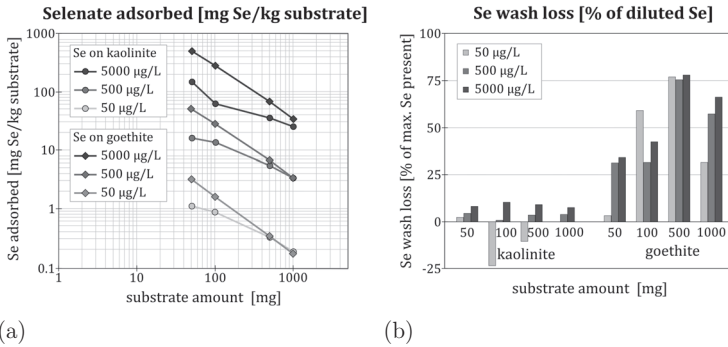 Selenate adsorbed [mg Se/kg substrate]
Se adsorbed [mg Se/kg substrate]
1000
100
10
1
0.1
Se on kaolinite
5000 µg/L
500 µg/L
50 µg/L
Se on goethite
5000 µg/L
500 µg/L
50 µg/L
1 10 100 1000
substrate amount [mg]
(a)
Se wash loss [% of diluted Se]
Se wash loss [% of max. Se present]
100
75
50
25
0
-25
50 µg/L
500 µg/L
5000 µg/L
50 100 500 1000 50 100 500 1000
kaolinite goethite
substrate amount [mg]
(b)